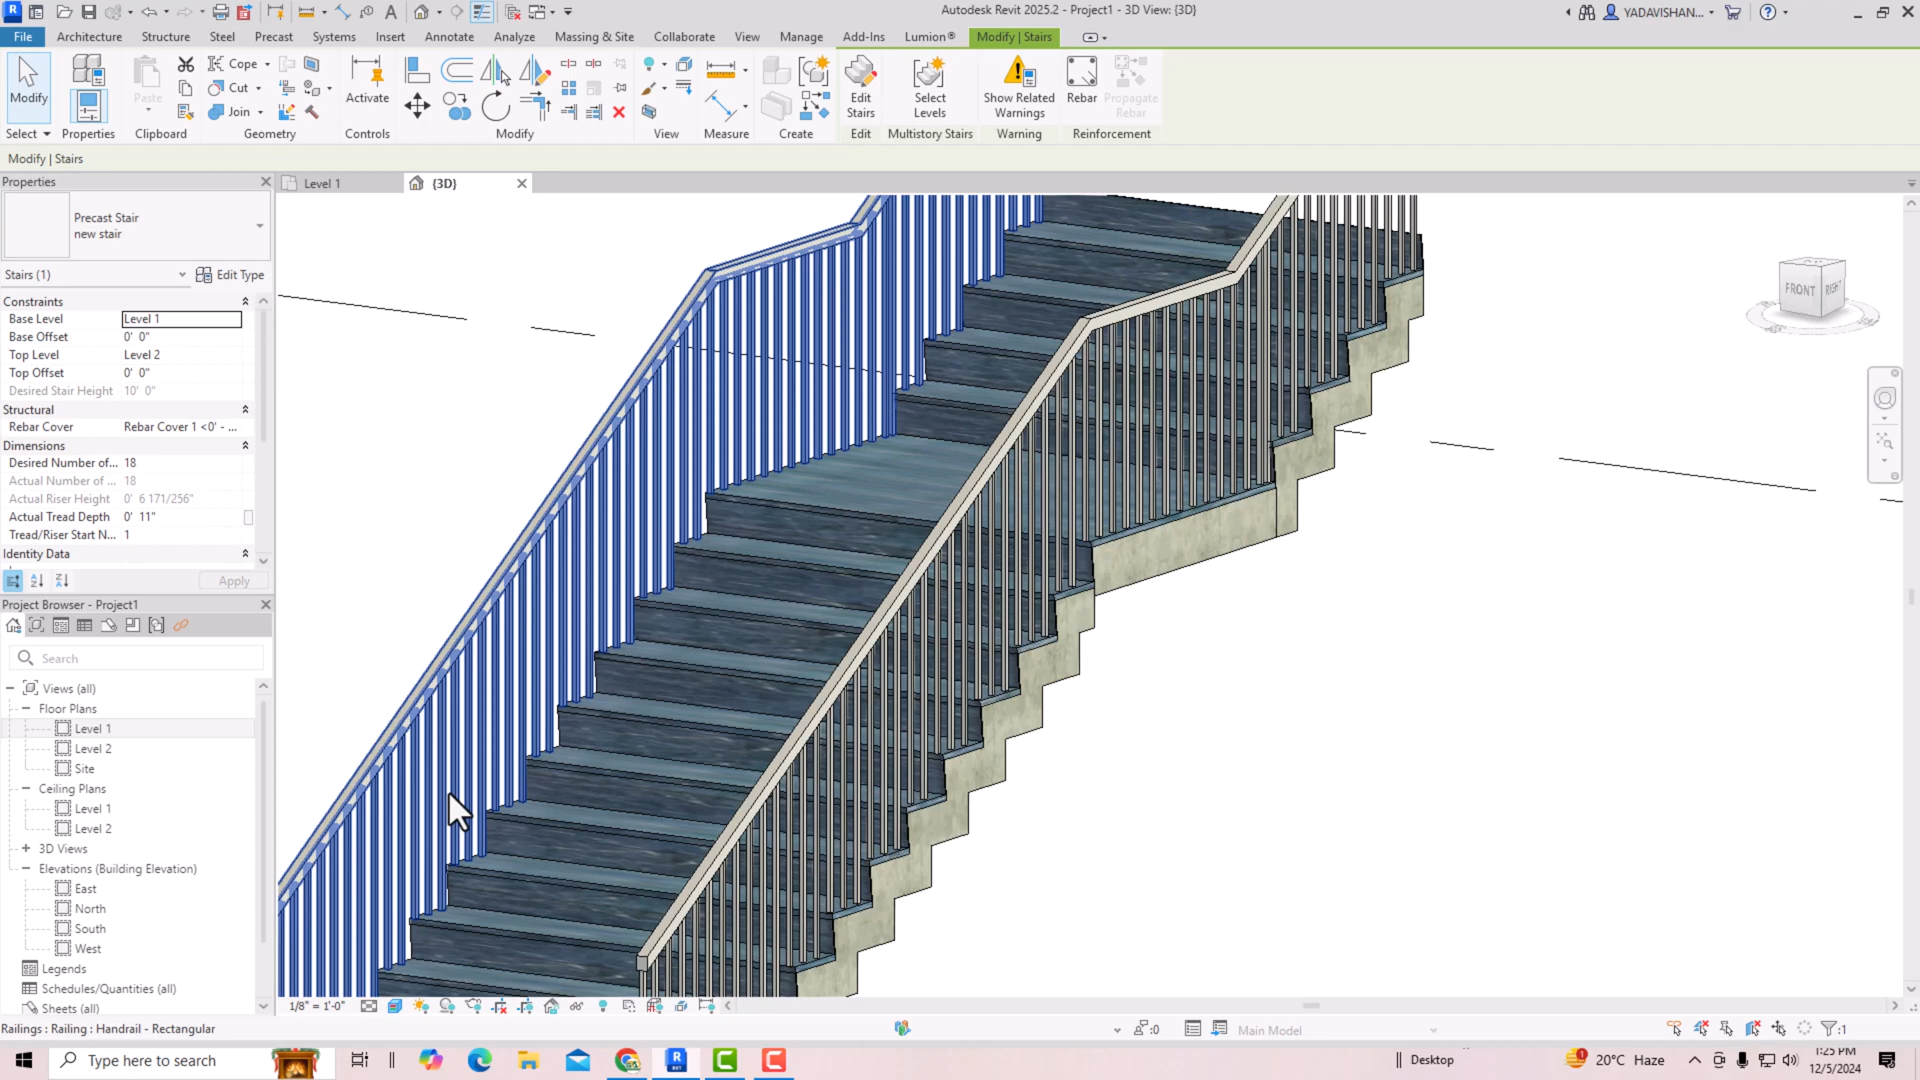 Autodesk Revit 2025.2 - Project1 - 3D View: {3D}
YADAVISHAN...
File Architecture Structure Steel Precast Systems Insert Annotate Analyze Massing & Site Collaborate View Manage Add-Ins Lumion® Modify | Stairs
Modify
Paste
Cope
Cut
Join
Activate
Edit Stairs
Select Levels
Show Related Warnings
Rebar
Propagate Rebar
Select Properties Clipboard Geometry Controls Modify View Measure Create Edit Multistory Stairs Warning Reinforcement
Modify | Stairs
Properties
Level 1
{3D}
Precast Stair
new stair
Stairs (1)
Edit Type
Constraints
Base Level Level 1
Base Offset 0' 0"
Top Level Level 2
Top Offset 0' 0"
Desired Stair Height 10' 0"
Structural
Rebar Cover Rebar Cover 1 <0' - ...
Dimensions
Desired Number of... 18
Actual Number of ... 18
Actual Riser Height 0' 6 171/256"
Actual Tread Depth 0' 11"
Tread/Riser Start N... 1
Identity Data
Apply
FRONT RIGHT
Project Browser - Project1
Search
Views (all)
Floor Plans
Level 1
Level 2
Site
Ceiling Plans
Level 1
Level 2
3D Views
Elevations (Building Elevation)
East
North
South
West
Legends
Schedules/Quantities (all)
Sheets (all)
1/8" = 1'-0"
Railings : Railing : Handrail - Rectangular
:0
Main Model
:1
Type here to search
Desktop
20°C Haze
1:25 PM
12/5/2024